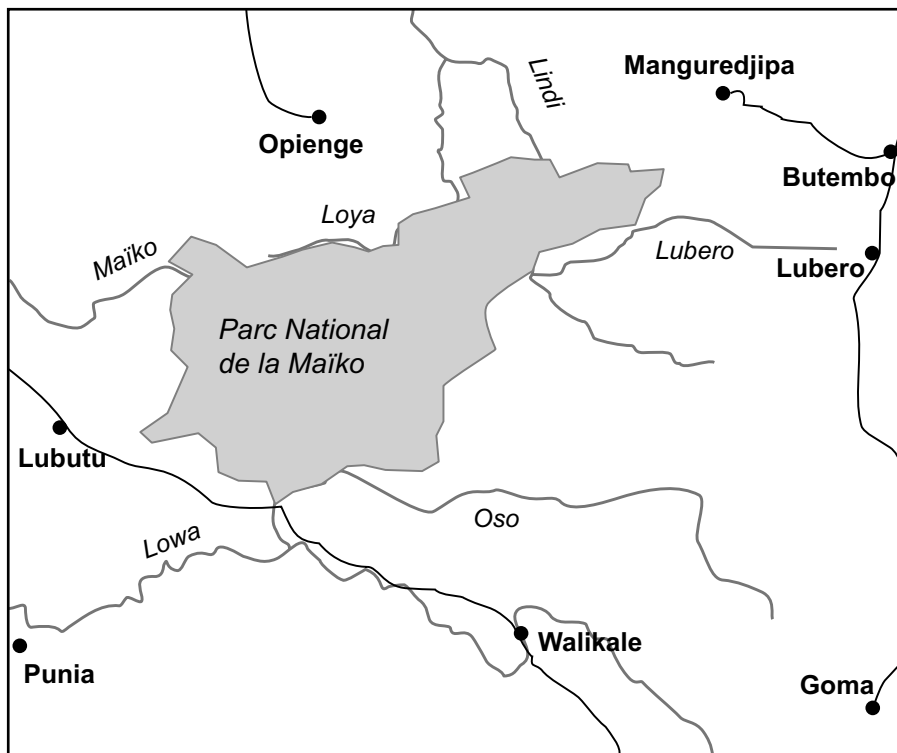 Lindi
Manguredjipa
Opienge
Butembo
Loya
Maïko
Lubero
Lubero
Parc National
de la Maïko
Lubutu
Oso
Lowa
Walikale
Punia
Goma